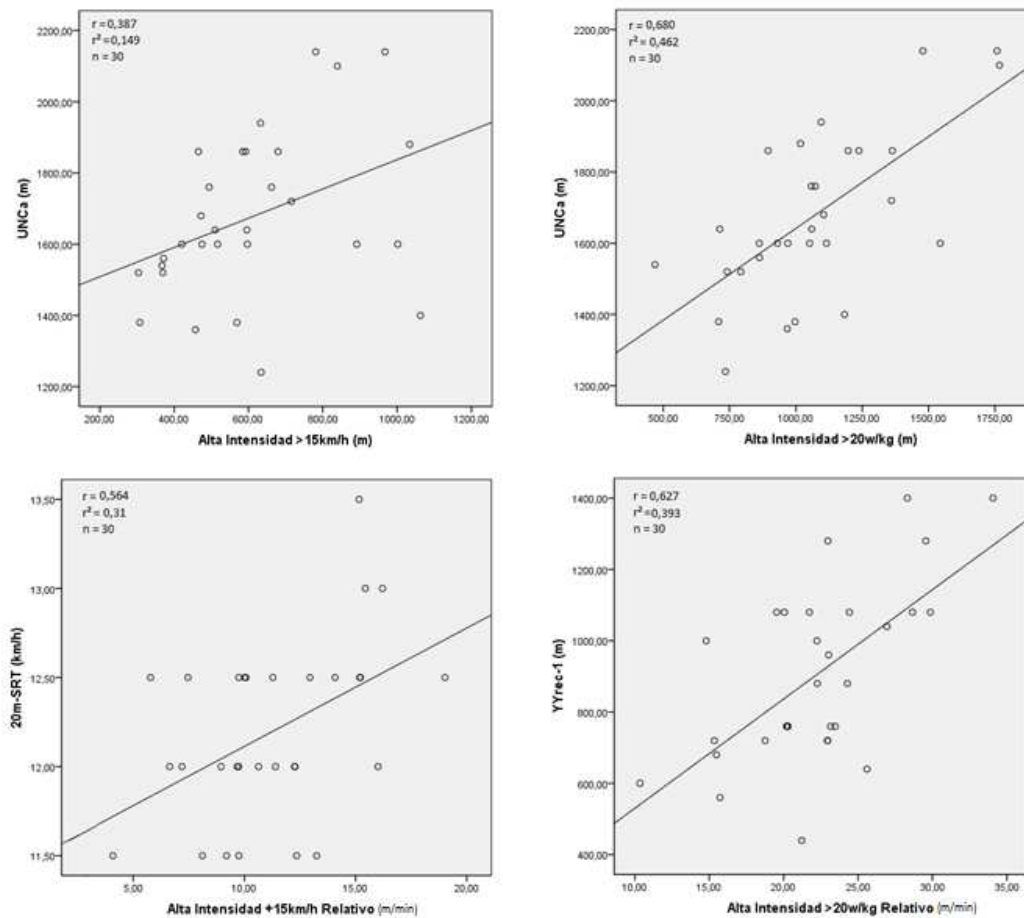 r = 0,387
r² = 0,149
n = 30
2200,00
2000,00
1800,00
1600,00
1400,00
1200,00
UNCa (m)
200,00 400,00 600,00 800,00 1000,00 1200,00
Alta Intensidad >15km/h (m)
r = 0,680
r² = 0,462
n = 30
2200,00
2000,00
1800,00
1600,00
1400,00
1200,00
UNCa (m)
500,00 750,00 1000,00 1250,00 1500,00 1750,00
Alta Intensidad >20w/kg (m)
r = 0,564
r² = 0,31
n = 30
13,50
13,00
12,50
12,00
11,50
20m-SRT (km/h)
5,00 10,00 15,00 20,00
Alta Intensidad +15km/h Relativo (m/min)
r = 0,627
r² = 0,393
n = 30
1400,00
1200,00
1000,00
800,00
600,00
400,00
YYrec-1 (m)
10,00 15,00 20,00 25,00 30,00 35,00
Alta Intensidad >20w/kg Relativo (m/min)